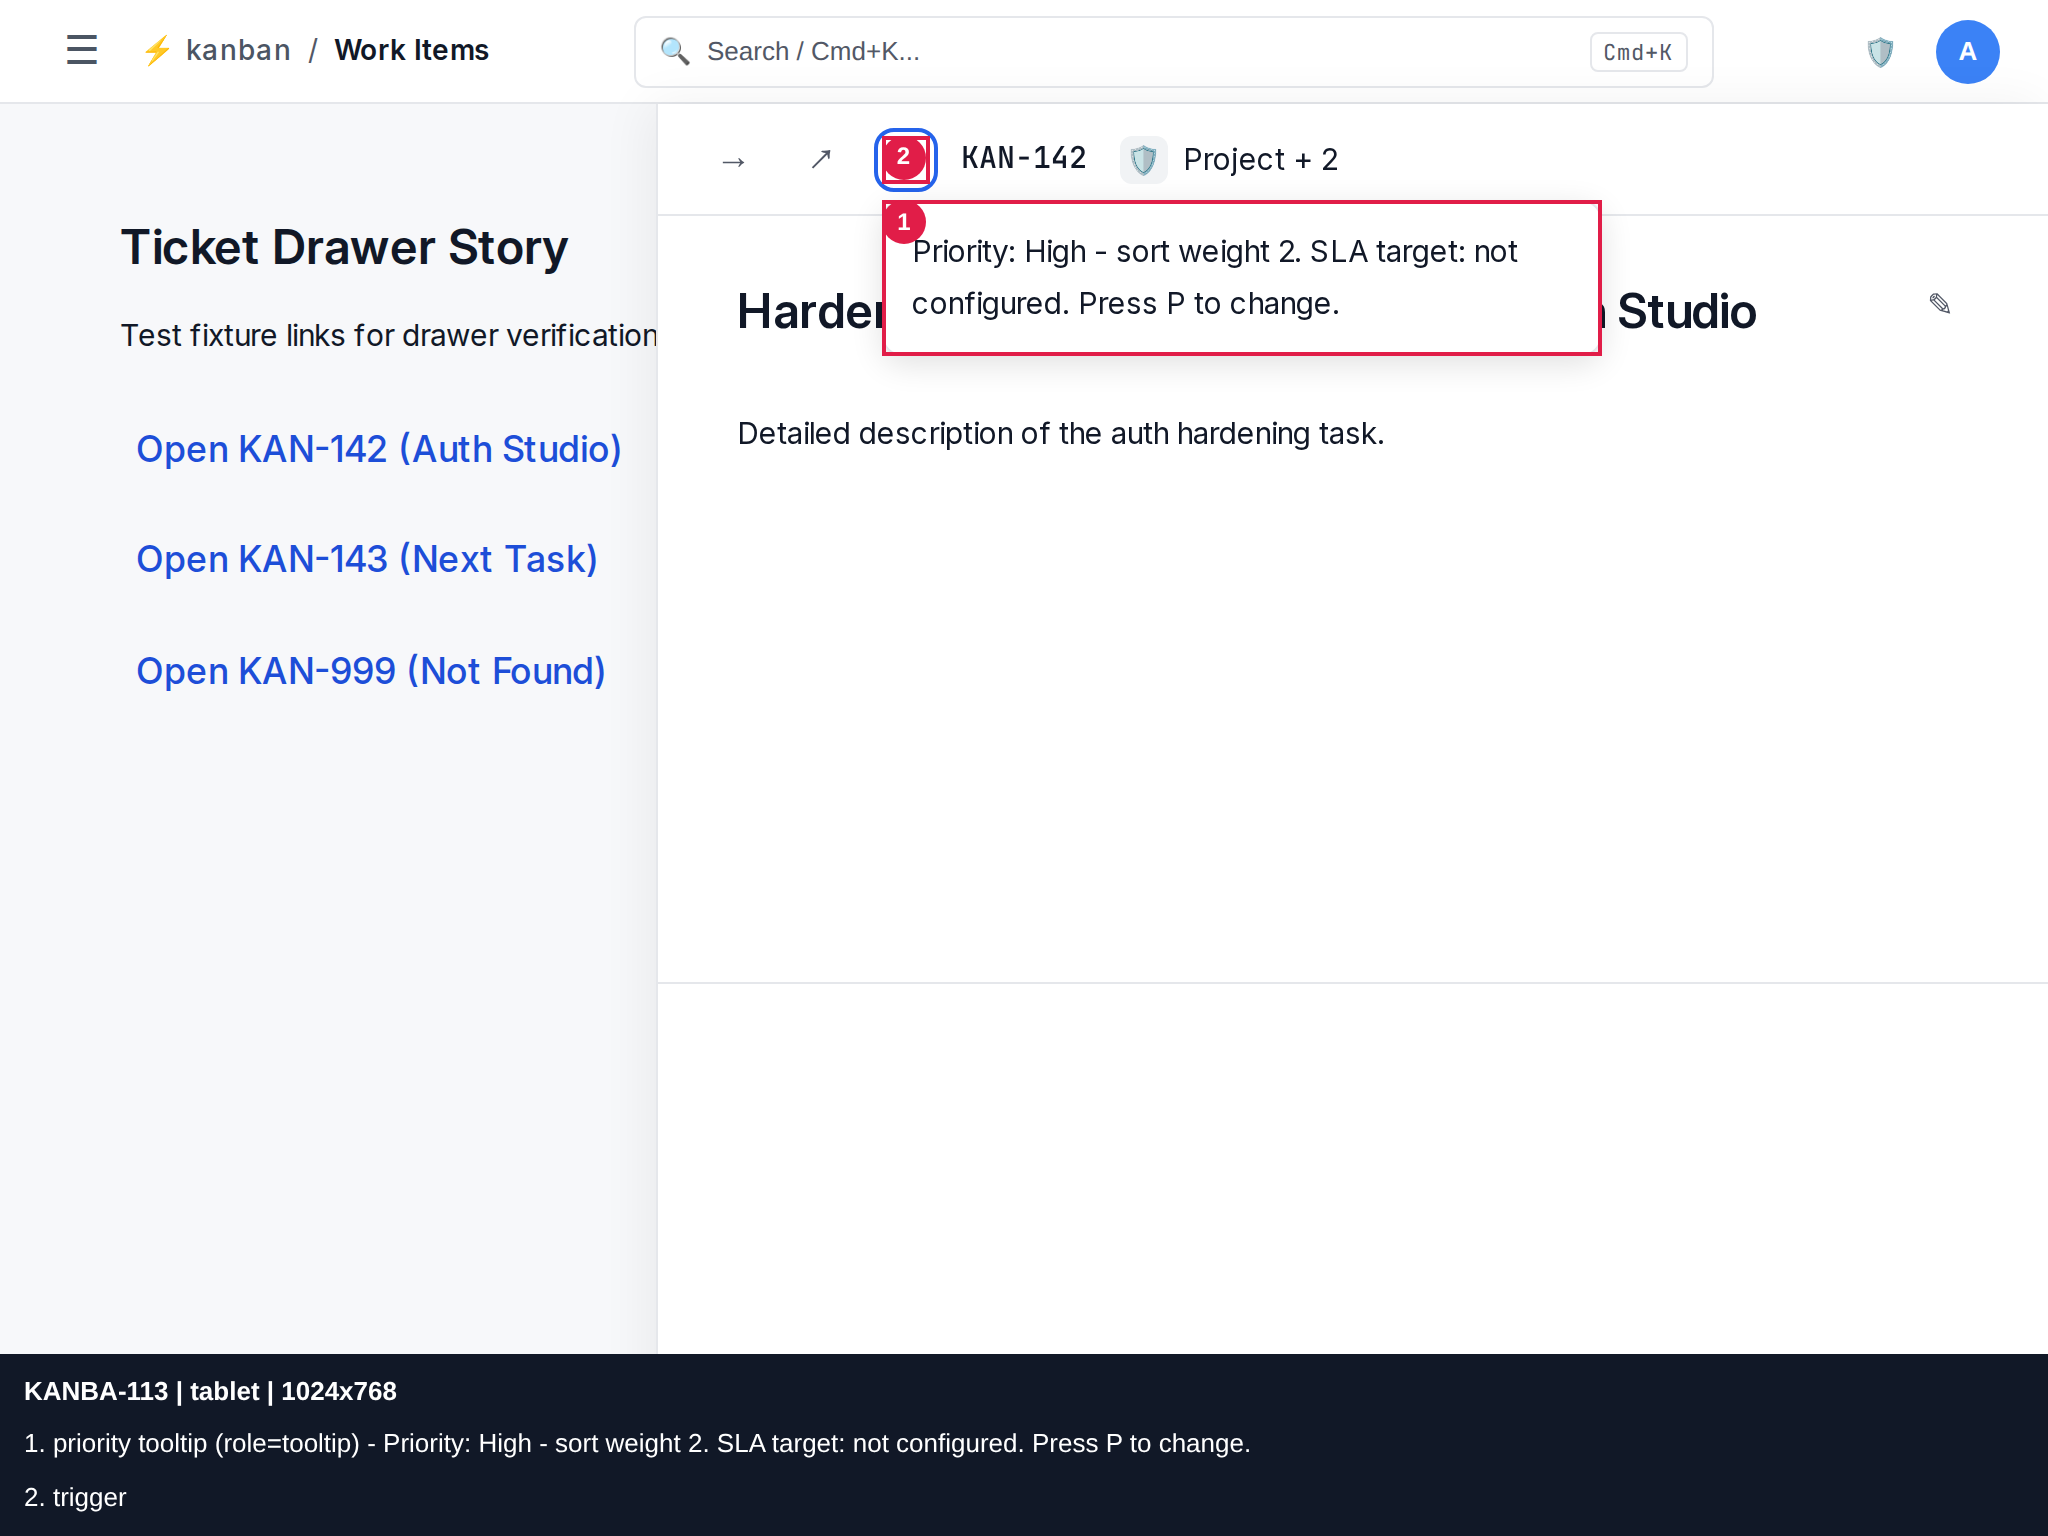 kanban / Work Items
Search / Cmd+K...
Cmd+K
A
2
KAN-142
Project + 2
1
Priority: High - sort weight 2. SLA target: not
configured. Press P to change.
Ticket Drawer Story
Studio
Test fixture links for drawer verification
Detailed description of the auth hardening task.
Open KAN-142 (Auth Studio)
Open KAN-143 (Next Task)
Open KAN-999 (Not Found)
KANBA-113 | tablet | 1024x768
1. priority tooltip (role=tooltip) - Priority: High - sort weight 2. SLA target: not configured. Press P to change.
2. trigger